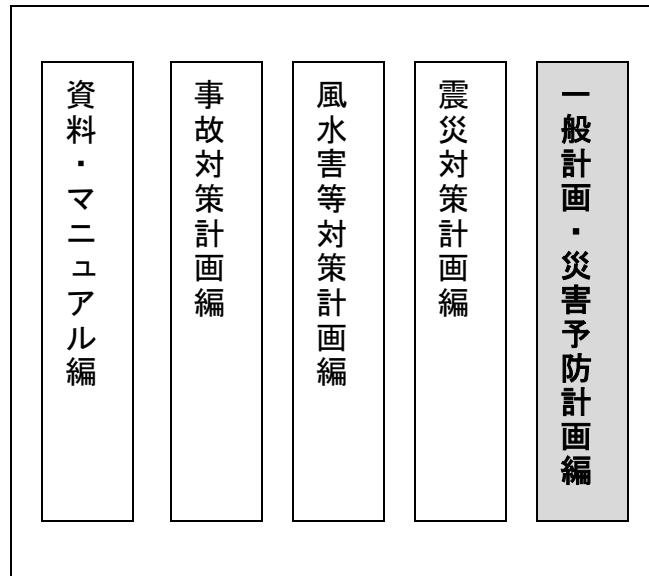 一般計画・災害予防計画編
震災対策計画編
風水害等対策計画編
事故対策計画編
資料・マニュアル編